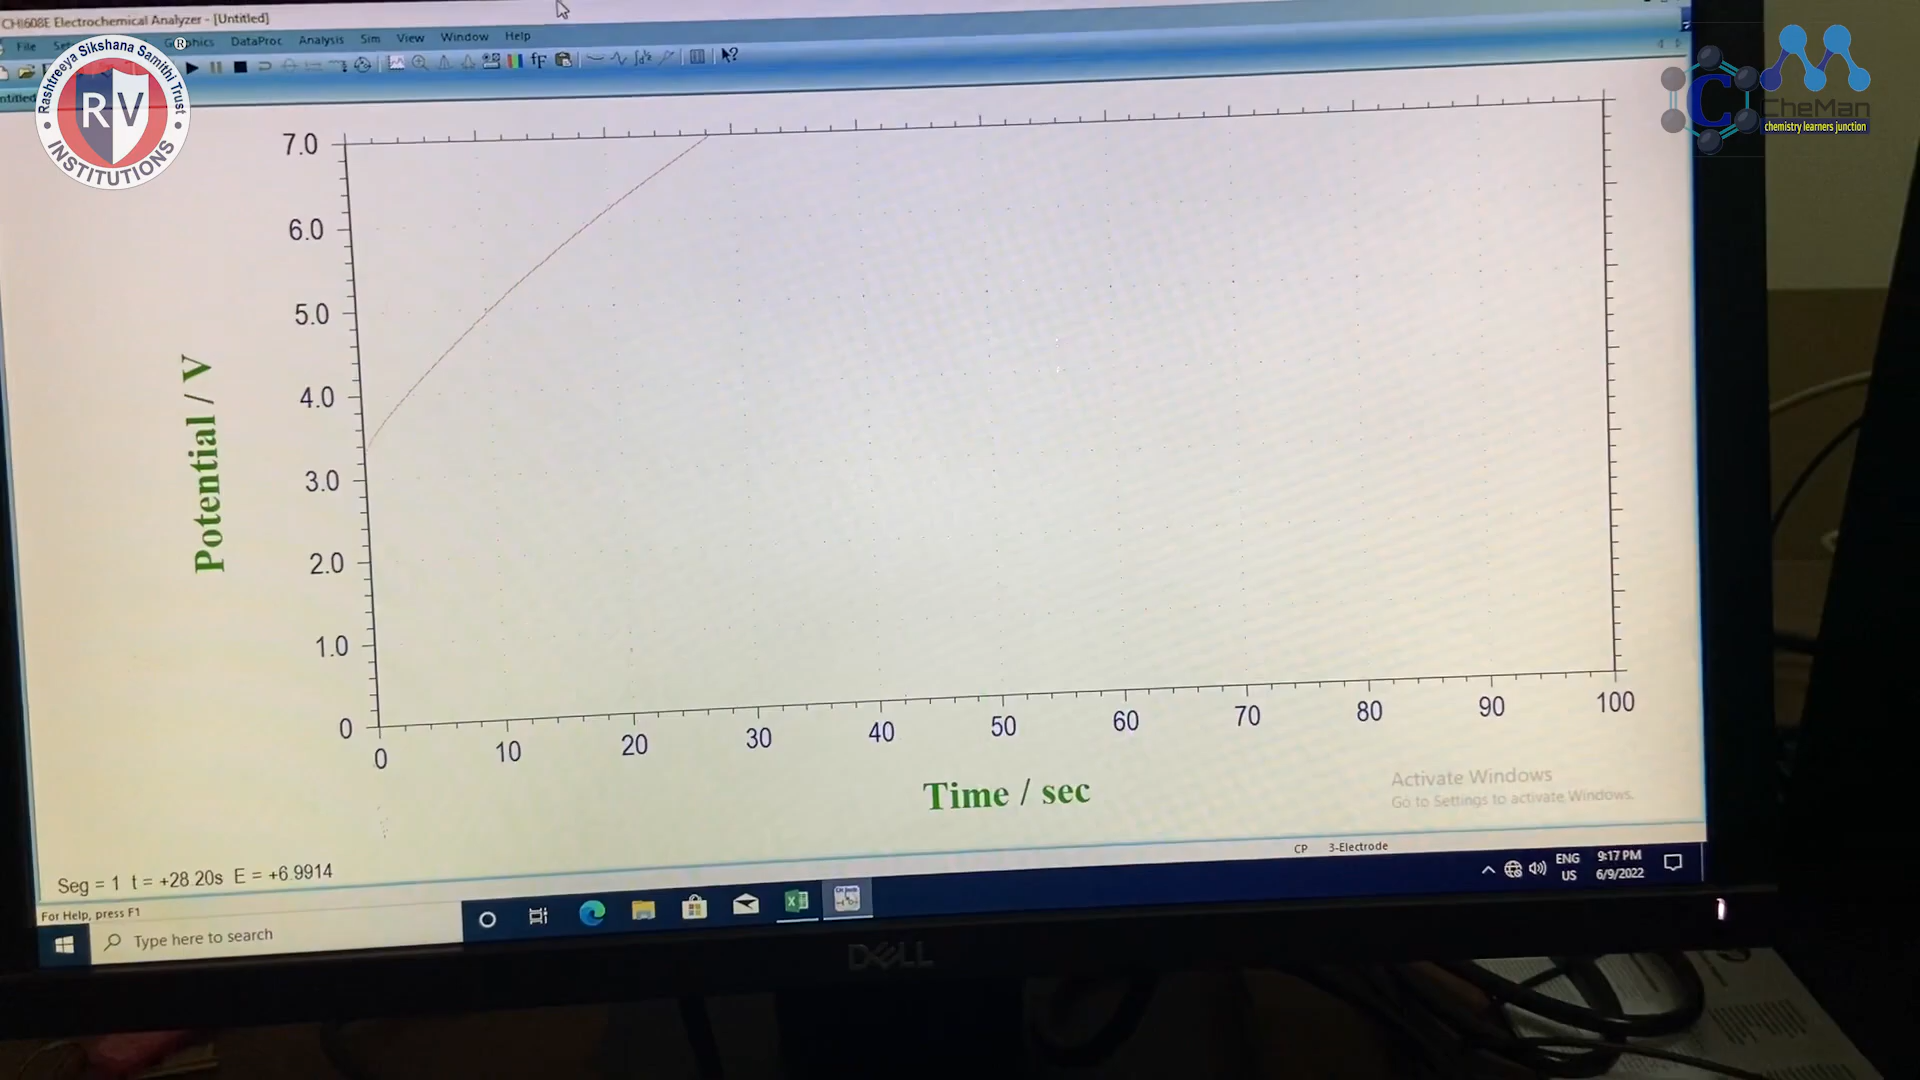 CHI608E Electrochemical Analyzer - [Untitled]
File Graphics DataProc Analysis Sim View Window Help
Rashtreeya Sikshana Samithi Trust
RV
INSTITUTIONS
®
C
CheMan
chemistry learners junction
7.0
6.0
5.0
4.0
3.0
2.0
1.0
0
Potential / V
0 10 20 30 40 50 60 70 80 90 100
Time / sec
Activate Windows
Go to Settings to activate Windows.
Seg = 1 t = +28.20s E = +6.9914
CP 3-Electrode
For Help, press F1
Type here to search
ENG
US
9:17 PM
6/9/2022
DELL